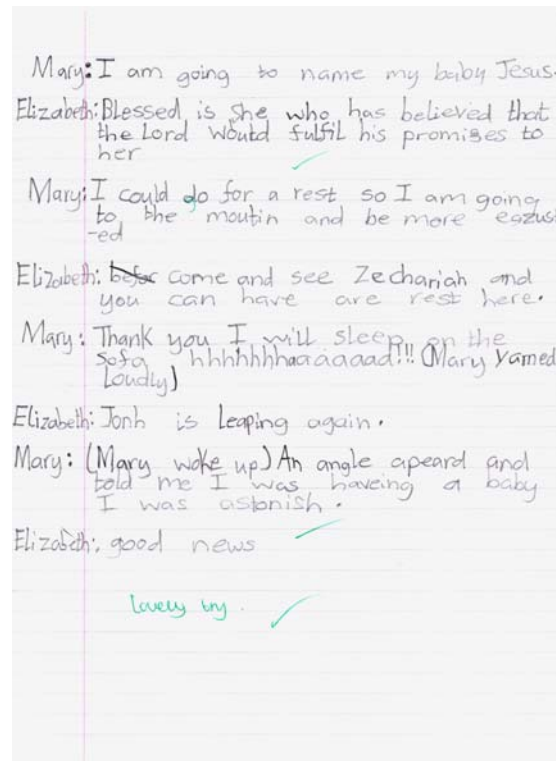 Mary: I am going to name my baby Jesus.
Elizabeth: Blessed is she who has believed that
the Lord would fulfil his promises to
her
Mary: I could do for a rest so I am going
to the moutin and be more egzust
-ed
Elizabeth: come and see Zechariah and
you can have are rest here.
Mary: Thank you I will sleep on the
sofa hhhhhhhaaaaaaad!!! (Mary yarned
Loudly)
Elizabeth: Jonh is leaping again.
Mary: (Mary woke up) An angle apeard and
told me I was haveing a baby
I was astonish.
Elizabeth: good news
Lovely try.